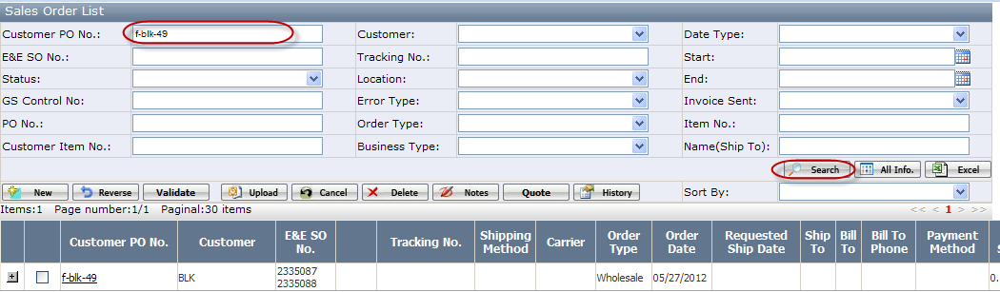 Sales Order List
Customer PO No.: f-blk-49 Customer: Date Type:
E&E SO No.: Tracking No.: Start:
Status: Location: End:
GS Control No: Error Type: Invoice Sent:
PO No.: Order Type: Item No.:
Customer Item No.: Business Type: Name(Ship To):
Search All Info. Excel
New Reverse Validate Upload Cancel Delete Notes Quote History Sort By:
Items:1 Page number:1/1 Paginal:30 items << < 1 > >>
Customer PO No. Customer E&E SO No. Tracking No. Shipping Method Carrier Order Type Order Date Requested Ship Date Ship To Bill To Bill To Phone Payment Method
f-blk-49 BLK 2335087 Wholesale 05/27/2012 0.
2335088